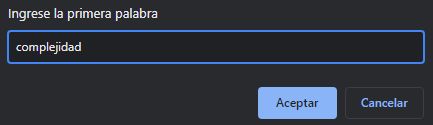 Ingrese la primera palabra
complejidad
Aceptar
Cancelar